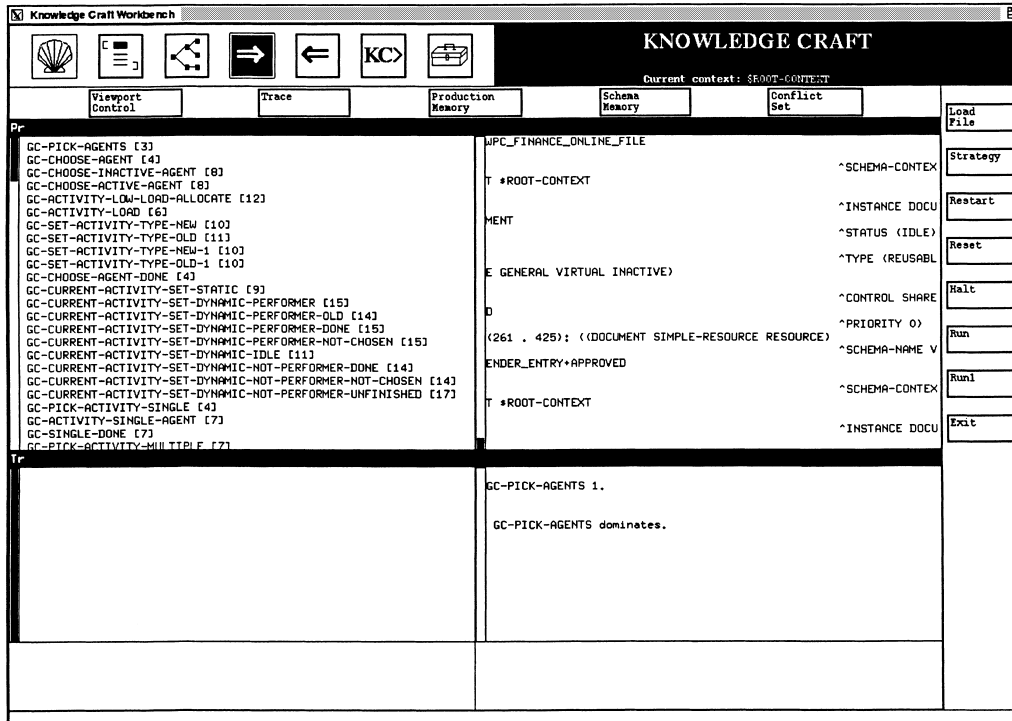 Knowledge Craft Workbench
KC>
KNOWLEDGE CRAFT
Current context: $ROOT-CONTEXT
Viewport
Control
Trace
Production
Memory
Schema
Memory
Conflict
Set
Load
File
Strategy
Restart
Reset
Halt
Run
Run1
Exit
Pr
GC-PICK-AGENTS [3]
GC-CHOOSE-AGENT [4]
GC-CHOOSE-INACTIVE-AGENT [8]
GC-CHOOSE-ACTIVE-AGENT [8]
GC-ACTIVITY-LOW-LOAD-ALLOCATE [12]
GC-ACTIVITY-LOAD [6]
GC-SET-ACTIVITY-TYPE-NEW [10]
GC-SET-ACTIVITY-TYPE-OLD [11]
GC-SET-ACTIVITY-TYPE-NEW-1 [10]
GC-SET-ACTIVITY-TYPE-OLD-1 [10]
GC-CHOOSE-AGENT-DONE [4]
GC-CURRENT-ACTIVITY-SET-STATIC [9]
GC-CURRENT-ACTIVITY-SET-DYNAMIC-PERFORMER [15]
GC-CURRENT-ACTIVITY-SET-DYNAMIC-PERFORMER-OLD [14]
GC-CURRENT-ACTIVITY-SET-DYNAMIC-PERFORMER-DONE [15]
GC-CURRENT-ACTIVITY-SET-DYNAMIC-PERFORMER-NOT-CHOSEN [15]
GC-CURRENT-ACTIVITY-SET-DYNAMIC-IDLE [11]
GC-CURRENT-ACTIVITY-SET-DYNAMIC-NOT-PERFORMER-DONE [14]
GC-CURRENT-ACTIVITY-SET-DYNAMIC-NOT-PERFORMER-NOT-CHOSEN [14]
GC-CURRENT-ACTIVITY-SET-DYNAMIC-NOT-PERFORMER-UNFINISHED [17]
GC-PICK-ACTIVITY-SINGLE [4]
GC-ACTIVITY-SINGLE-AGENT [7]
GC-SINGLE-DONE [7]
GC-PICK-ACTIVITY-MULTIPLE [7]
WPC_FINANCE_ONLINE_FILE
^SCHEMA-CONTEX
T $ROOT-CONTEXT
^INSTANCE DOCU
MENT
^STATUS (IDLE)
^TYPE (REUSABL
E GENERAL VIRTUAL INACTIVE)
^CONTROL SHARE
D
^PRIORITY 0)
(261 . 425): ((DOCUMENT SIMPLE-RESOURCE RESOURCE)
^SCHEMA-NAME V
ENDER_ENTRY+APPROVED
^SCHEMA-CONTEX
T $ROOT-CONTEXT
^INSTANCE DOCU
Tr
GC-PICK-AGENTS 1.
GC-PICK-AGENTS dominates.